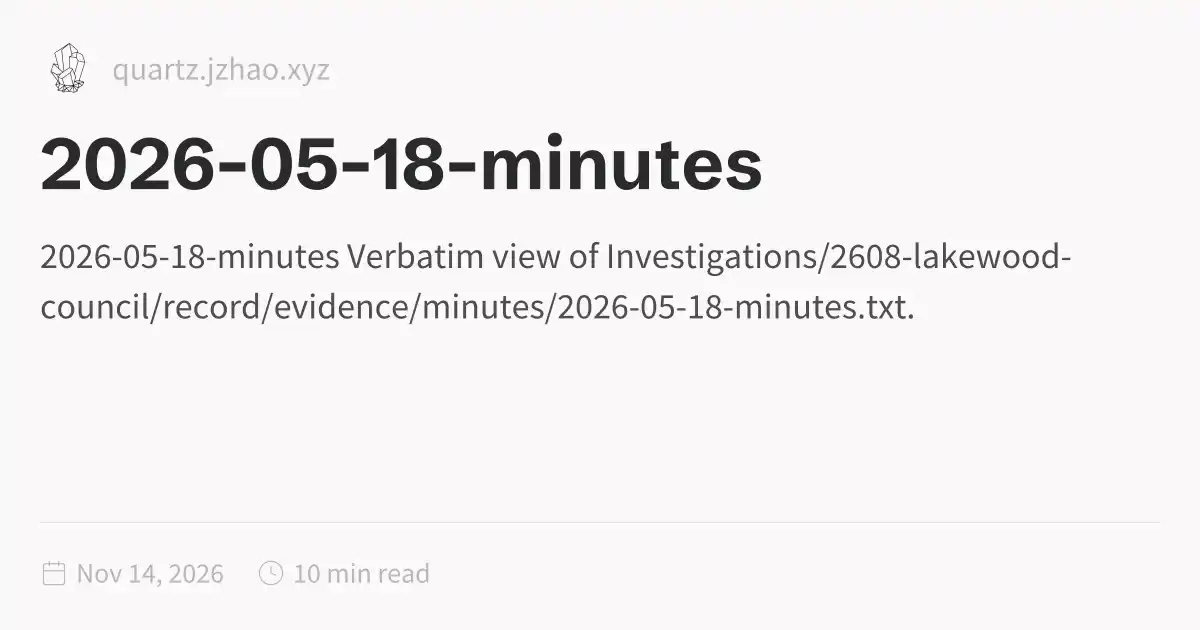 quartz.jzhao.xyz
2026-05-18-minutes
2026-05-18-minutes Verbatim view of Investigations/2608-lakewood-
council/record/evidence/minutes/2026-05-18-minutes.txt.
Nov 14, 2026 10 min read